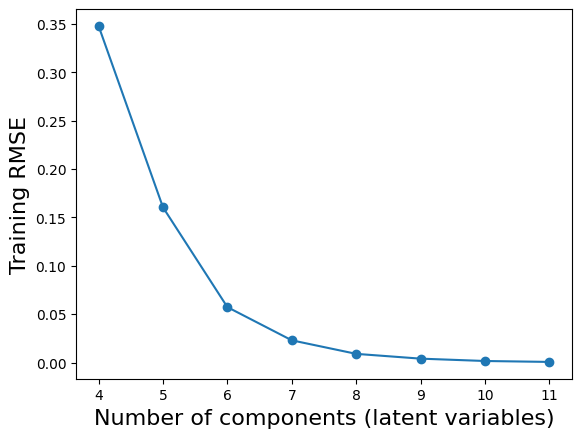 0.35
0.30
0.25
0.20
0.15
0.10
0.05
0.00
Training RMSE
4 5 6 7 8 9 10 11
Number of components (latent variables)